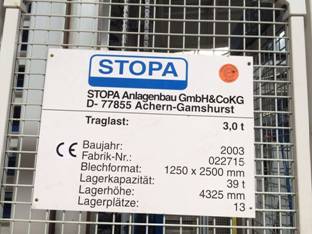 STOPA
STOPA Anlagenbau GmbH&CoKG
D- 77855 Achern-Gamshurst
Traglast: 3,0 t
CE Baujahr: 2003
Fabrik-Nr.: 022715
Blechformat: 1250 x 2500 mm
Lagerkapazität: 39 t
Lagerhöhe: 4325 mm
Lagerplätze: 13